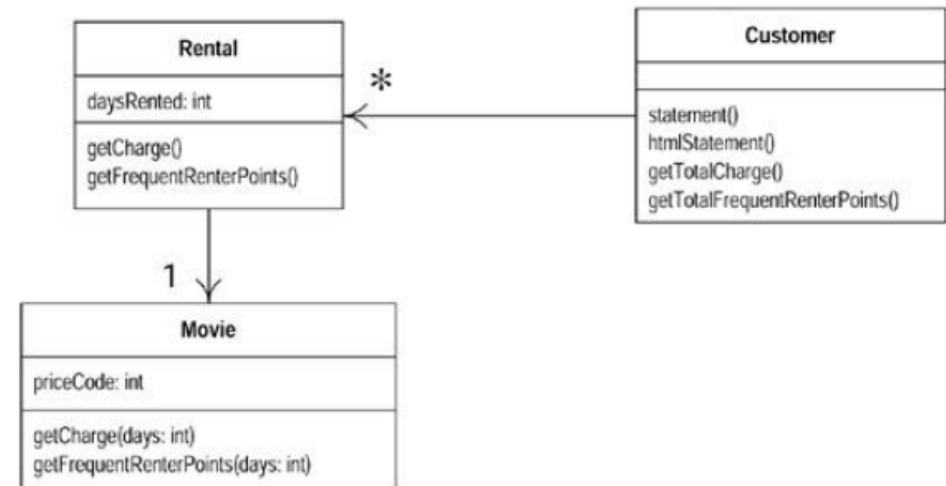 Rental
daysRented: int
getCharge()
getFrequentRenterPoints()
*
Customer
statement()
htmlStatement()
getTotalCharge()
getTotalFrequentRenterPoints()
1
Movie
priceCode: int
getCharge(days: int)
getFrequentRenterPoints(days: int)